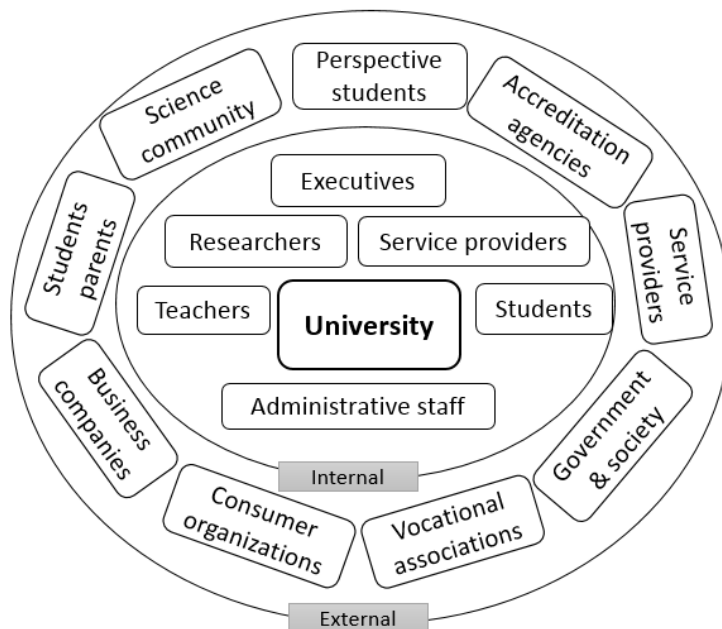 Perspective
students
Science
community
Accreditation
agencies
Executives
Students
parents
Researchers
Service providers
Service
providers
Teachers
University
Students
Administrative staff
Business
companies
Government
& society
Internal
Consumer
organizations
Vocational
associations
External